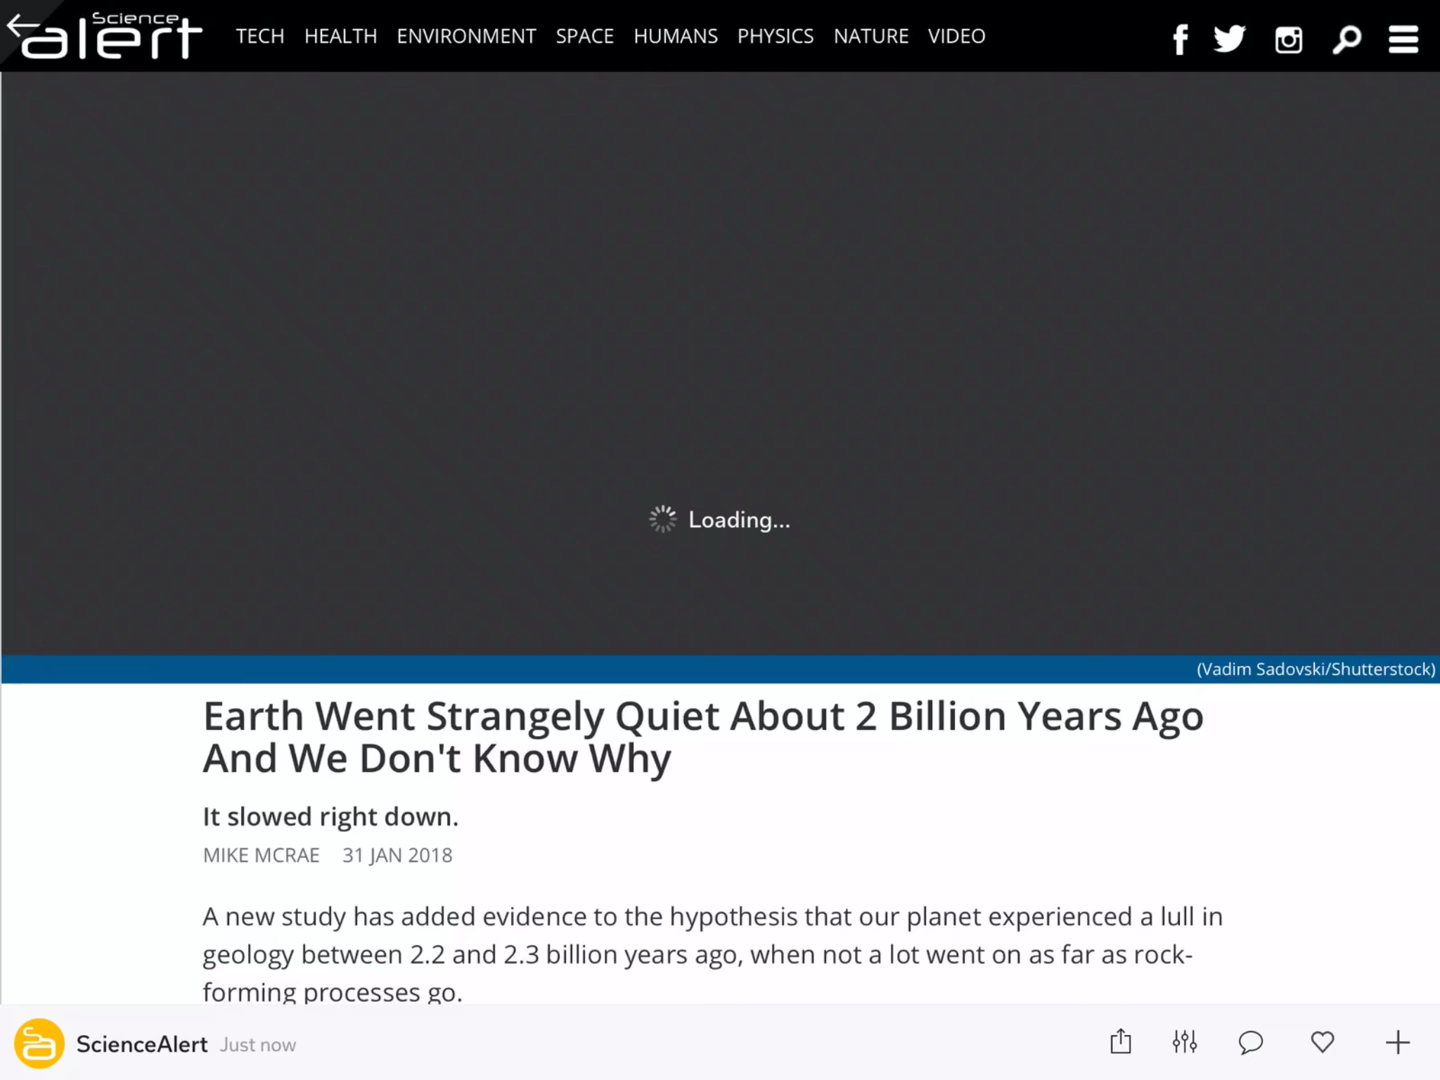 Science
alert
TECH HEALTH ENVIRONMENT SPACE HUMANS PHYSICS NATURE VIDEO
Loading...
(Vadim Sadovski/Shutterstock)
Earth Went Strangely Quiet About 2 Billion Years Ago
And We Don't Know Why
It slowed right down.
MIKE MCRAE 31 JAN 2018
A new study has added evidence to the hypothesis that our planet experienced a lull in
geology between 2.2 and 2.3 billion years ago, when not a lot went on as far as rock-
forming processes go.
ScienceAlert Just now